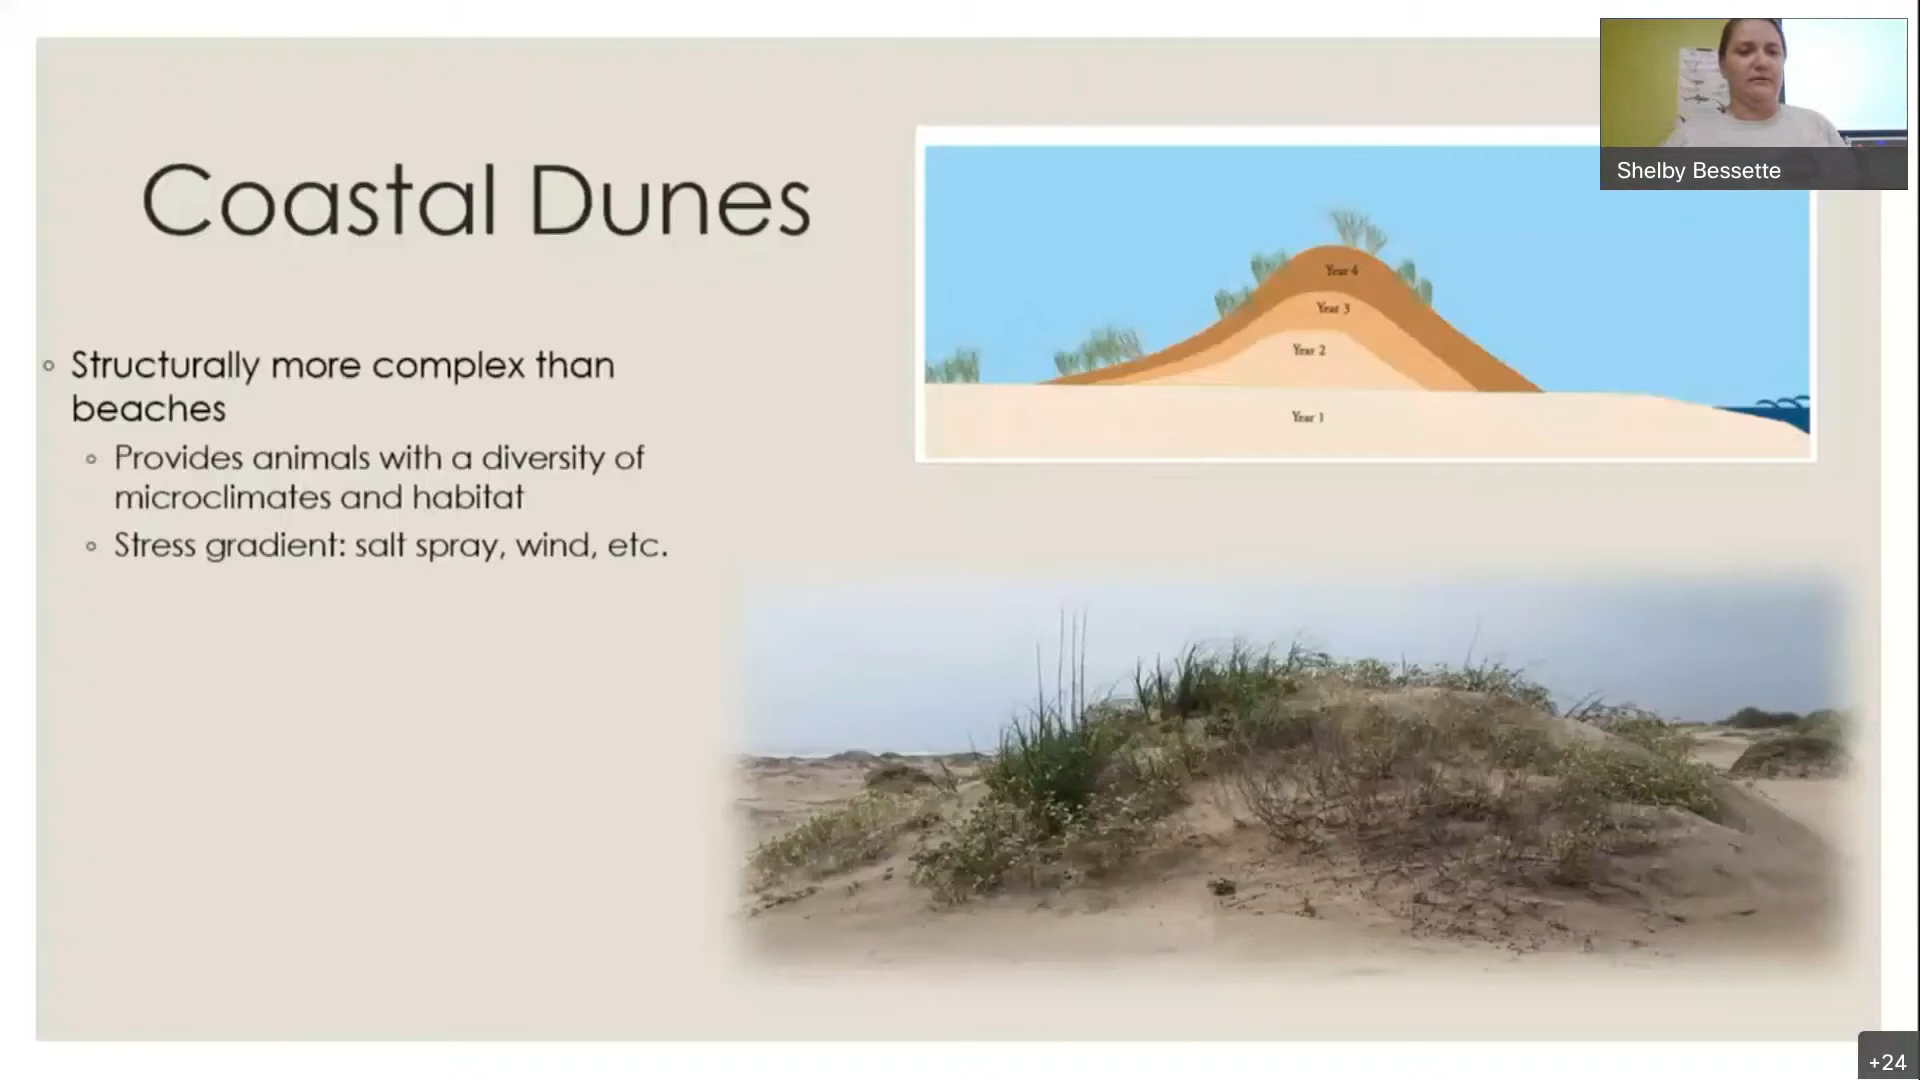 Shelby Bessette
Coastal Dunes
◦ Structurally more complex than
beaches
◦ Provides animals with a diversity of
microclimates and habitat
◦ Stress gradient: salt spray, wind, etc.
Year 4
Year 3
Year 2
Year 1
+24